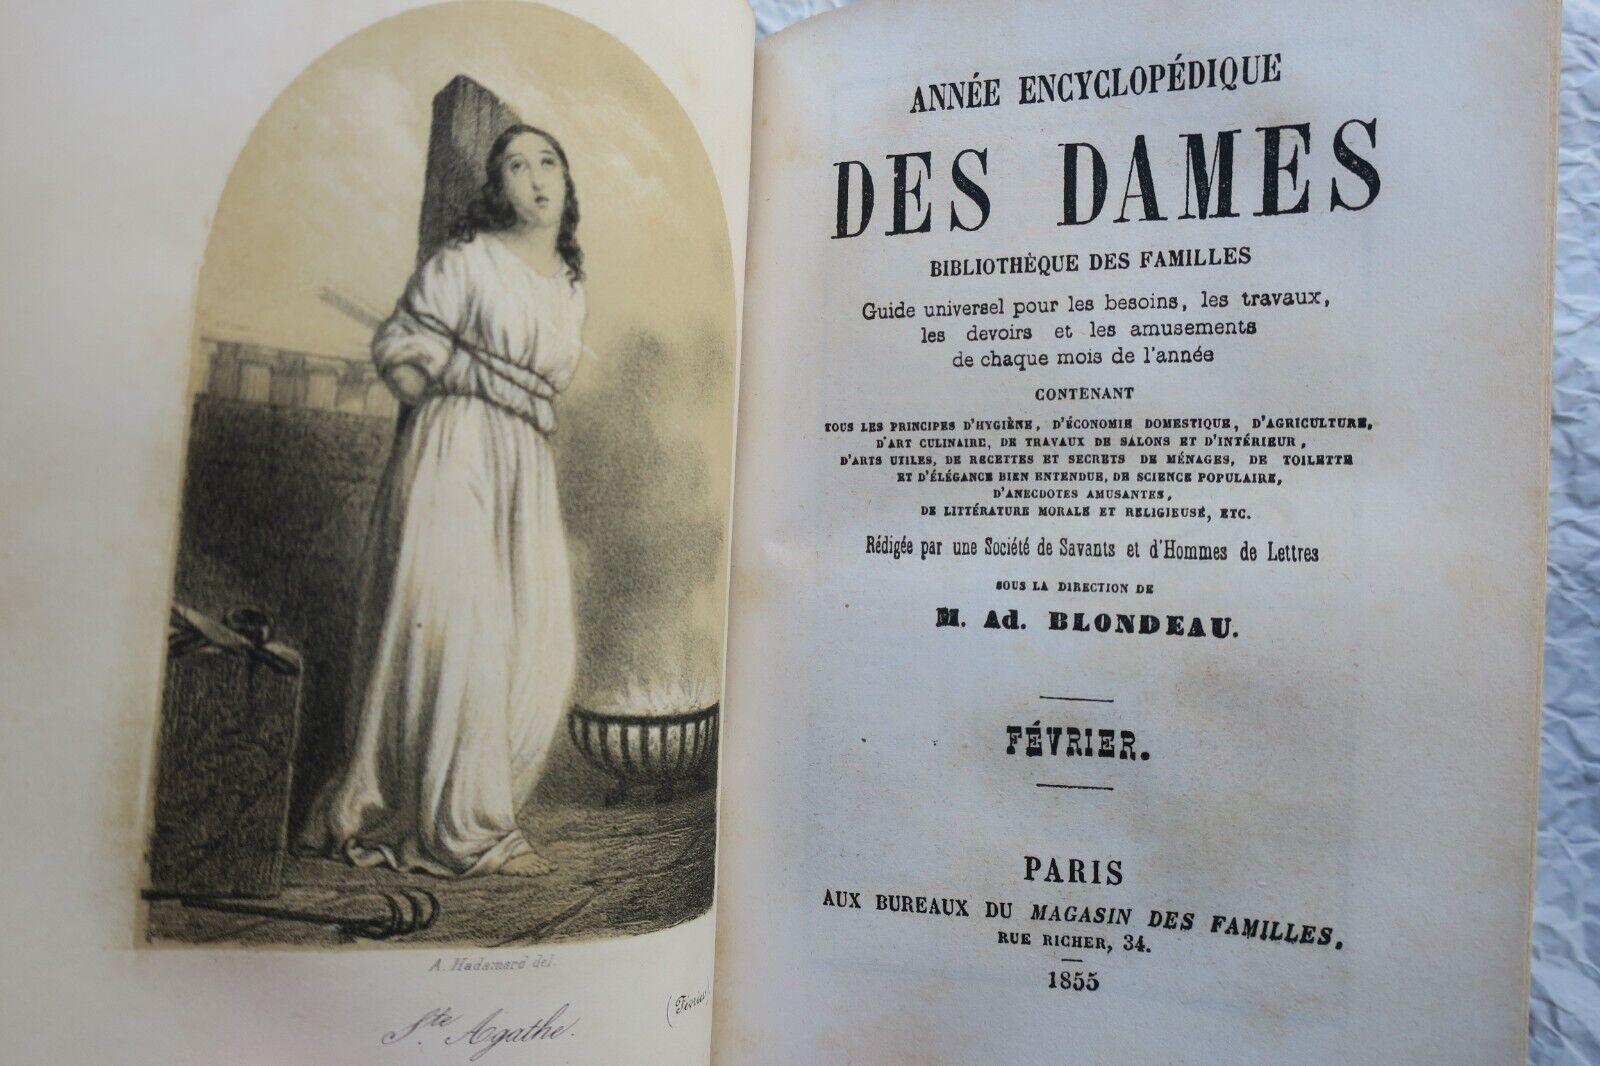 A. Hadamard del.
(Février)
Ste Agathe.
ANNÉE ENCYCLOPÉDIQUE
DES DAMES
BIBLIOTHÈQUE DES FAMILLES
Guide universel pour les besoins, les travaux,
les devoirs et les amusements
de chaque mois de l'année
CONTENANT
TOUS LES PRINCIPES D'HYGIÈNE, D'ÉCONOMIE DOMESTIQUE, D'AGRICULTURE,
D'ART CULINAIRE, DE TRAVAUX DE SALONS ET D'INTÉRIEUR,
D'ARTS UTILES, DE RECETTES ET SECRETS DE MÉNAGES, DE TOILETTE
ET D'ÉLÉGANCE BIEN ENTENDUE, DE SCIENCE POPULAIRE,
D'ANECDOTES AMUSANTES,
DE LITTÉRATURE MORALE ET RELIGIEUSE, ETC.
Rédigée par une Société de Savants et d'Hommes de Lettres
SOUS LA DIRECTION DE
M. Ad. BLONDEAU.
FÉVRIER.
PARIS
AUX BUREAUX DU MAGASIN DES FAMILLES,
RUE RICHER, 34.
1855